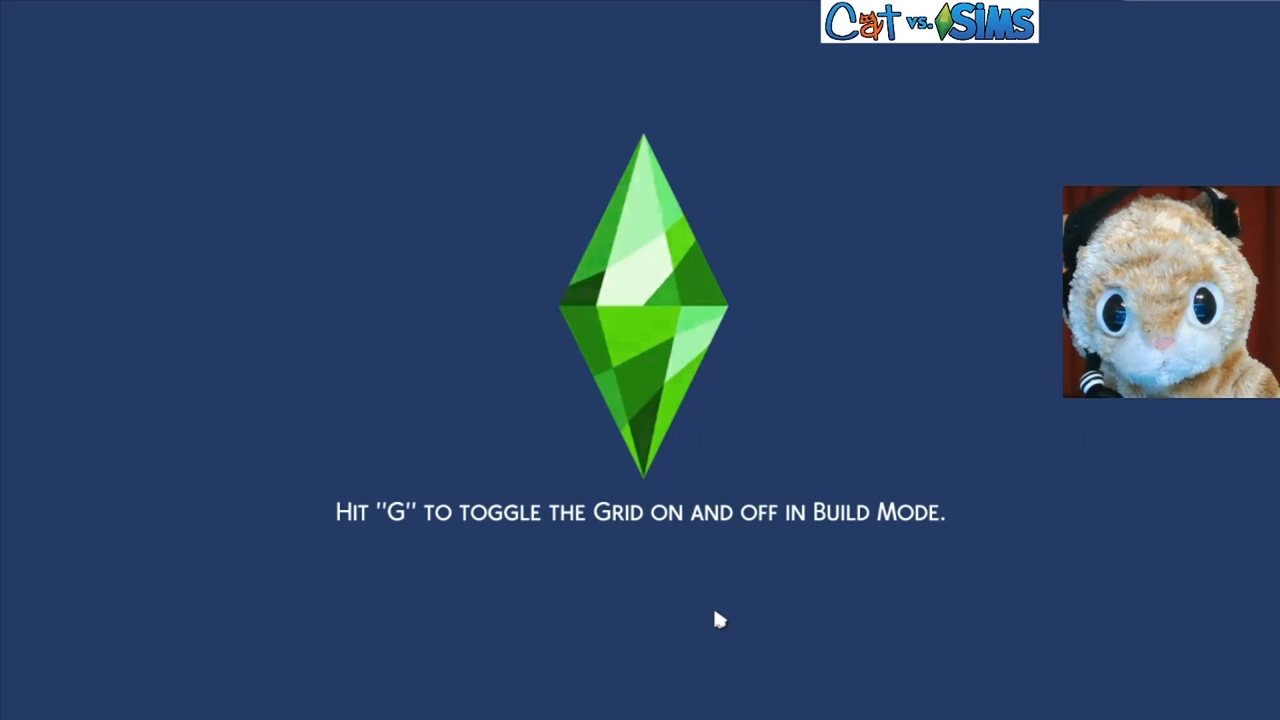 Cat vs. SiMS
HIT "G" TO TOGGLE THE GRID ON AND OFF IN BUILD MODE.